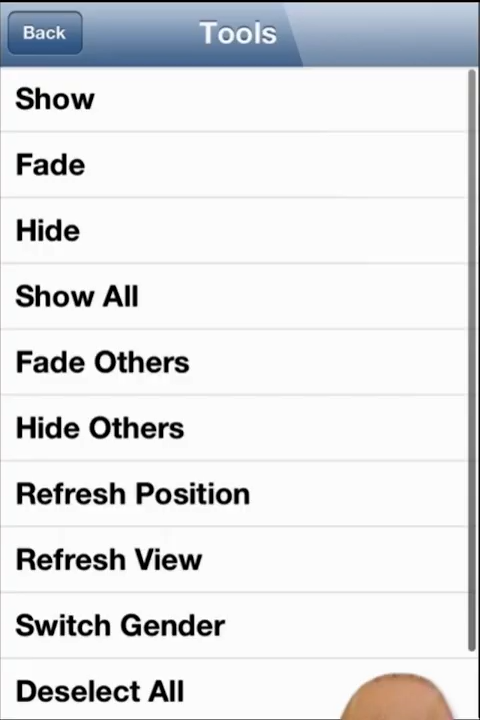 Back
Tools
Show
Fade
Hide
Show All
Fade Others
Hide Others
Refresh Position
Refresh View
Switch Gender
Deselect All